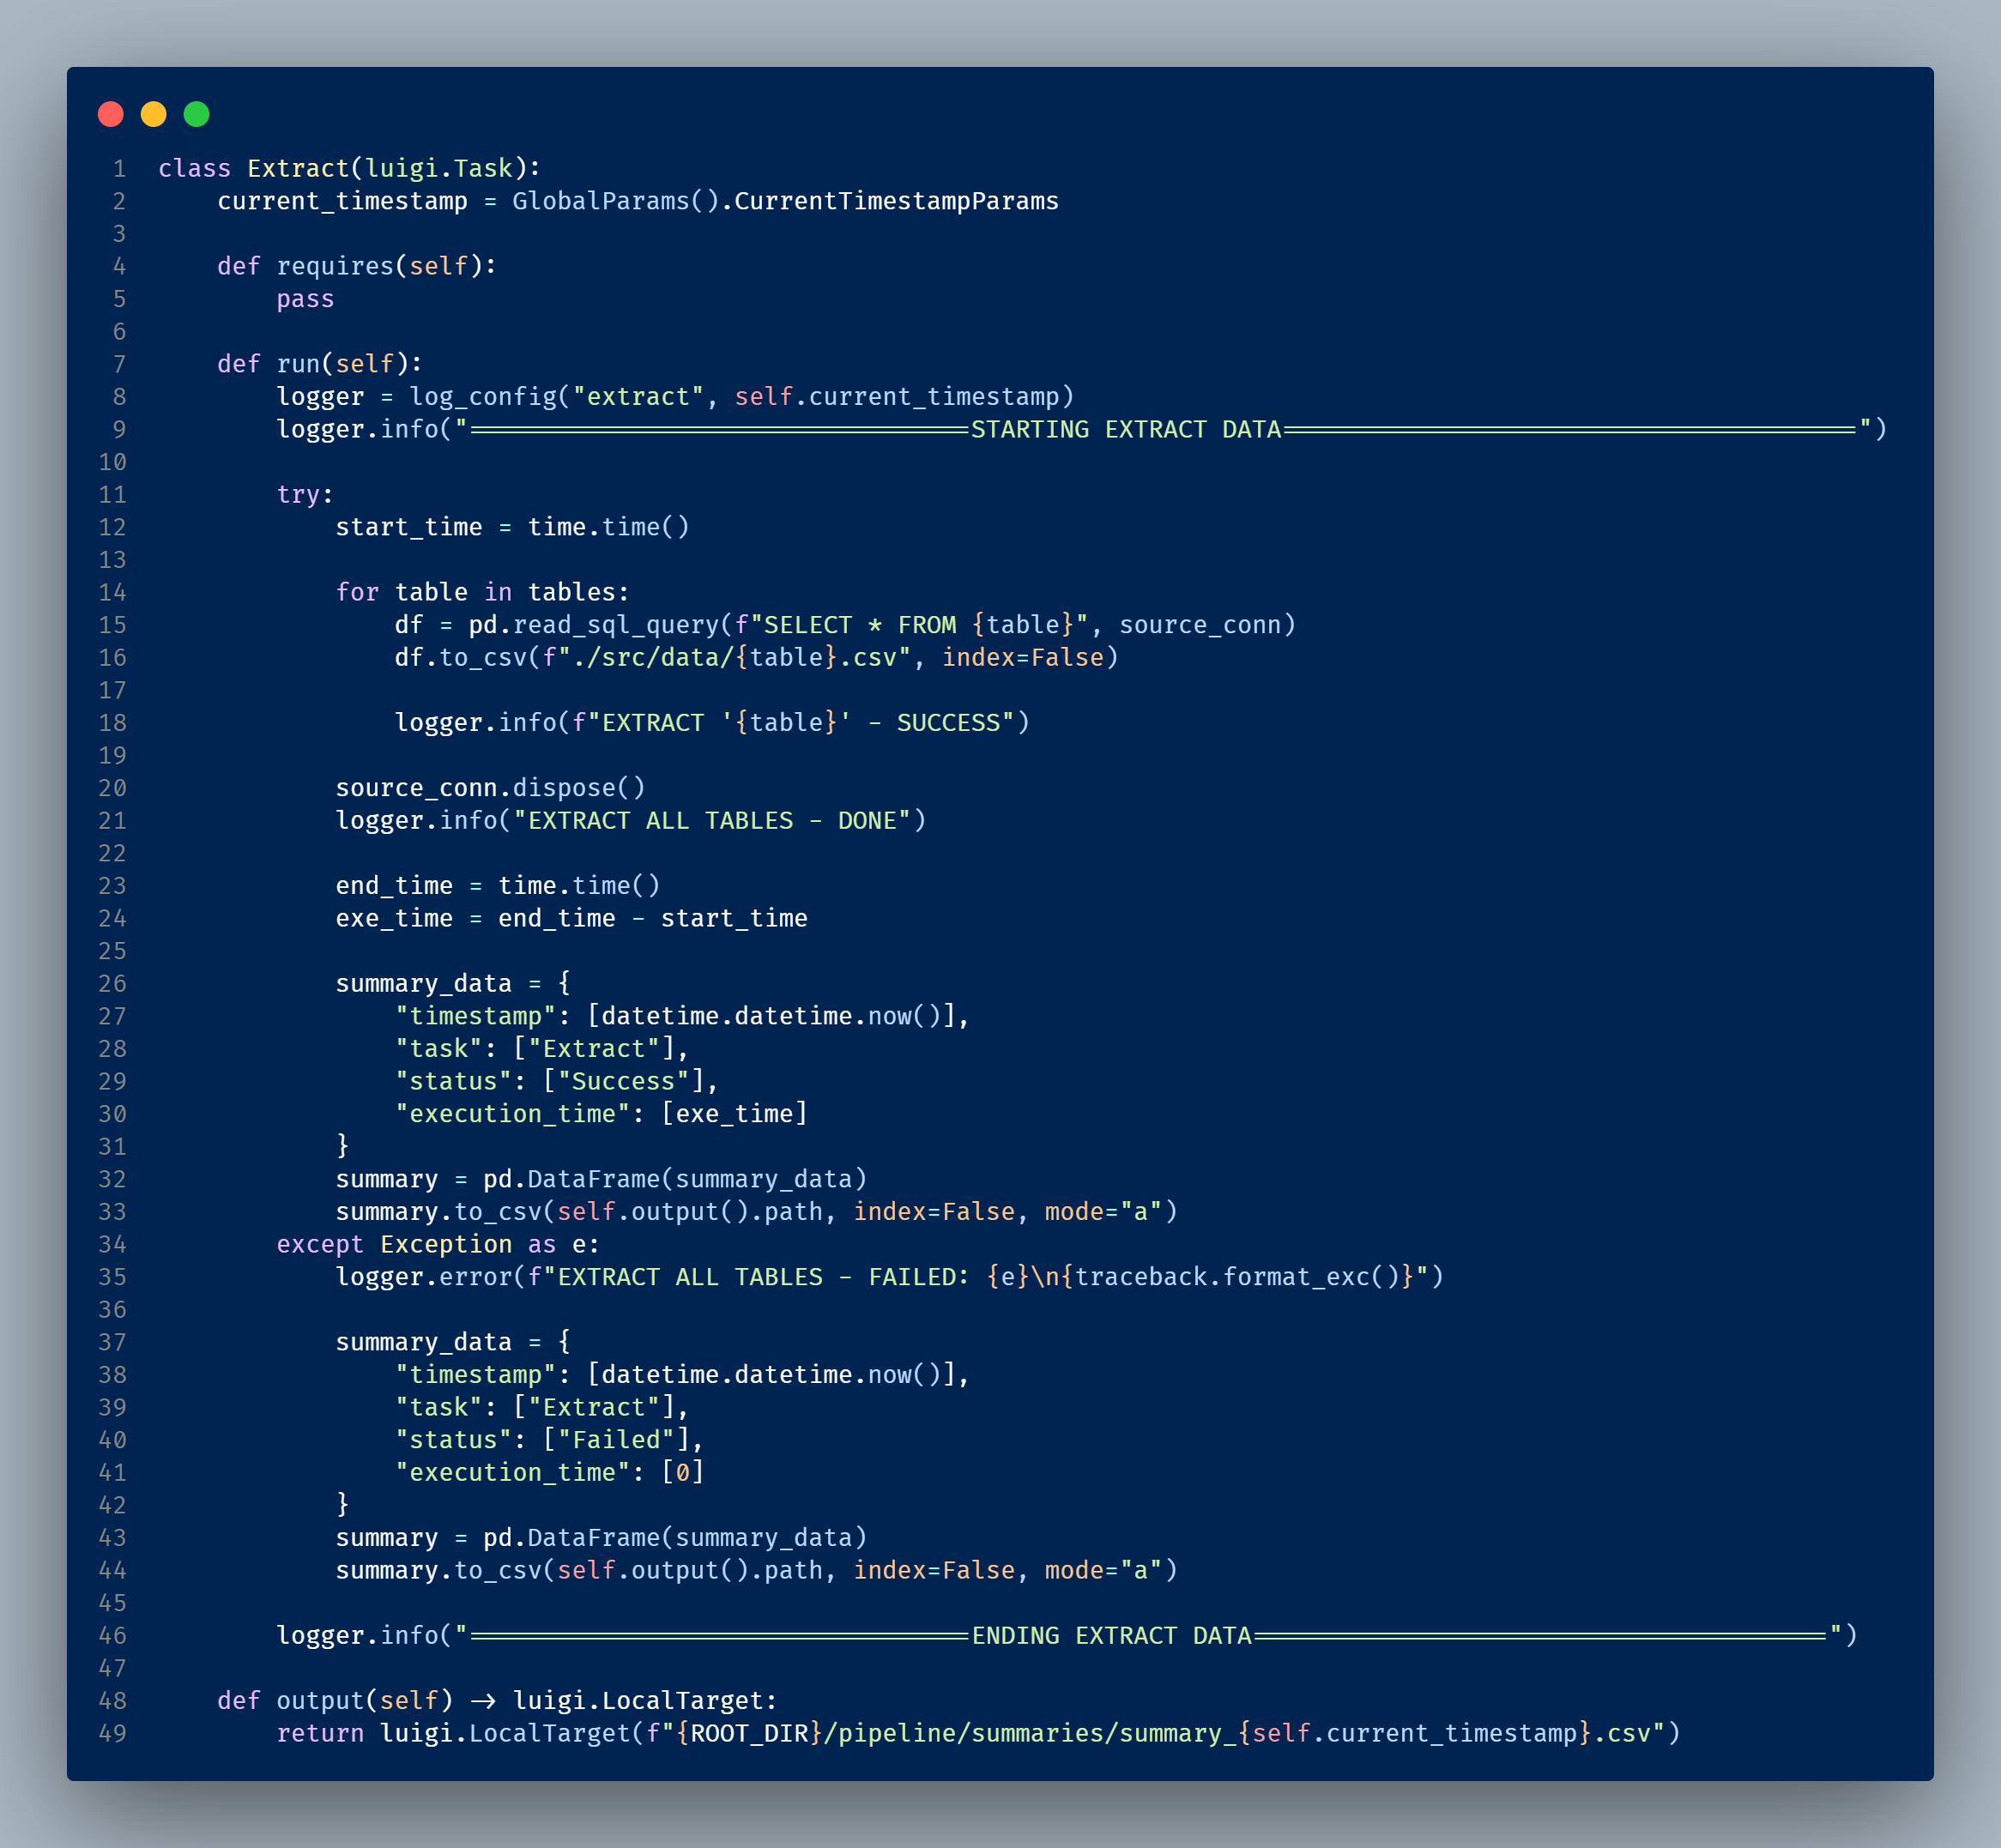 1 class Extract(luigi.Task):
2     current_timestamp = GlobalParams().CurrentTimestampParams
3
4     def requires(self):
5         pass
6
7     def run(self):
8         logger = log_config("extract", self.current_timestamp)
9         logger.info("==================================STARTING EXTRACT DATA=======================================")
10
11         try:
12             start_time = time.time()
13
14             for table in tables:
15                 df = pd.read_sql_query(f"SELECT * FROM {table}", source_conn)
16                 df.to_csv(f"./src/data/{table}.csv", index=False)
17
18                 logger.info(f"EXTRACT '{table}' - SUCCESS")
19
20             source_conn.dispose()
21             logger.info("EXTRACT ALL TABLES - DONE")
22
23             end_time = time.time()
24             exe_time = end_time - start_time
25
26             summary_data = {
27                 "timestamp": [datetime.datetime.now()],
28                 "task": ["Extract"],
29                 "status": ["Success"],
30                 "execution_time": [exe_time]
31             }
32             summary = pd.DataFrame(summary_data)
33             summary.to_csv(self.output().path, index=False, mode="a")
34         except Exception as e:
35             logger.error(f"EXTRACT ALL TABLES - FAILED: {e}\n{traceback.format_exc()}")
36
37             summary_data = {
38                 "timestamp": [datetime.datetime.now()],
39                 "task": ["Extract"],
40                 "status": ["Failed"],
41                 "execution_time": [0]
42             }
43             summary = pd.DataFrame(summary_data)
44             summary.to_csv(self.output().path, index=False, mode="a")
45
46         logger.info("==================================ENDING EXTRACT DATA=======================================")
47
48     def output(self) -> luigi.LocalTarget:
49         return luigi.LocalTarget(f"{ROOT_DIR}/pipeline/summaries/summary_{self.current_timestamp}.csv")